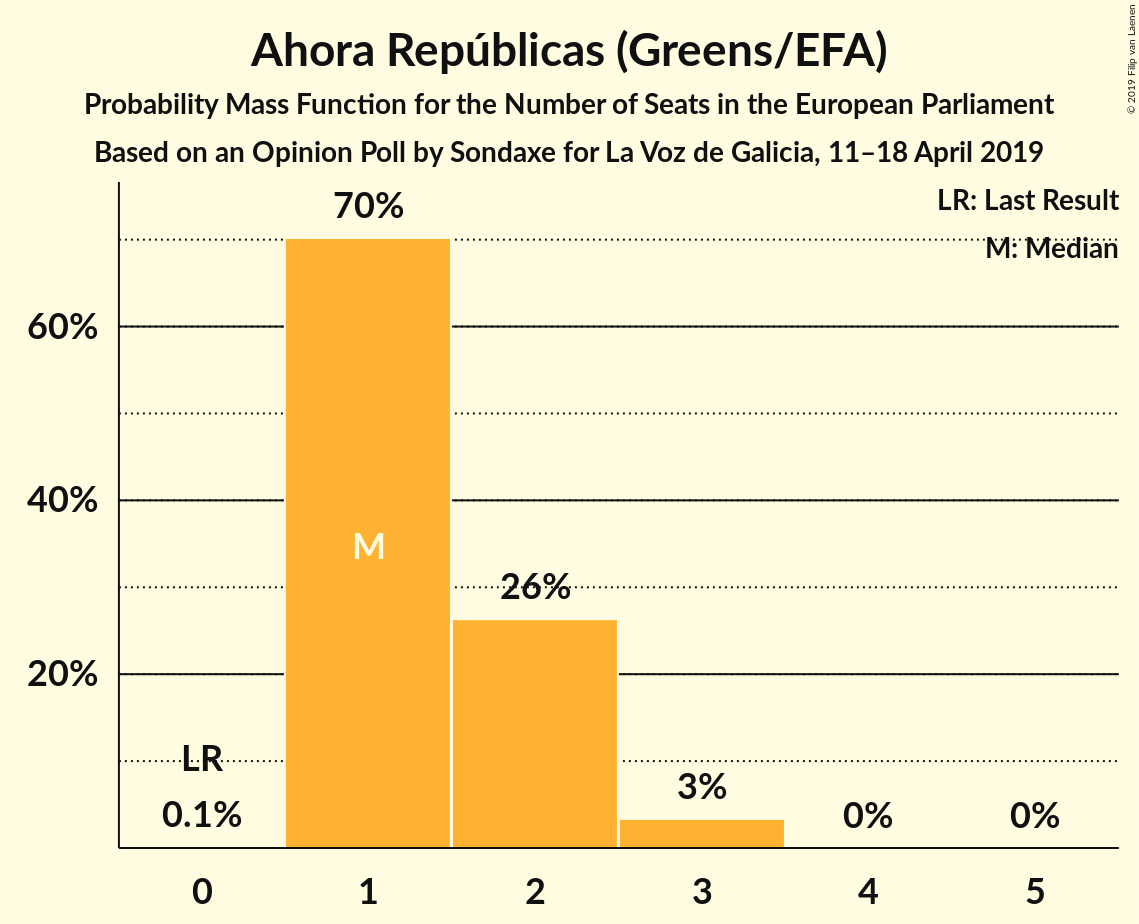 Ahora Repúblicas (Greens/EFA)
Probability Mass Function for the Number of Seats in the European Parliament
Based on an Opinion Poll by Sondaxe for La Voz de Galicia, 11–18 April 2019
© 2019 Filip van Laenen
LR: Last Result
M: Median
70%
60%
40%
M
26%
20%
LR
0.1%
3%
0%
0%
0 1 2 3 4 5